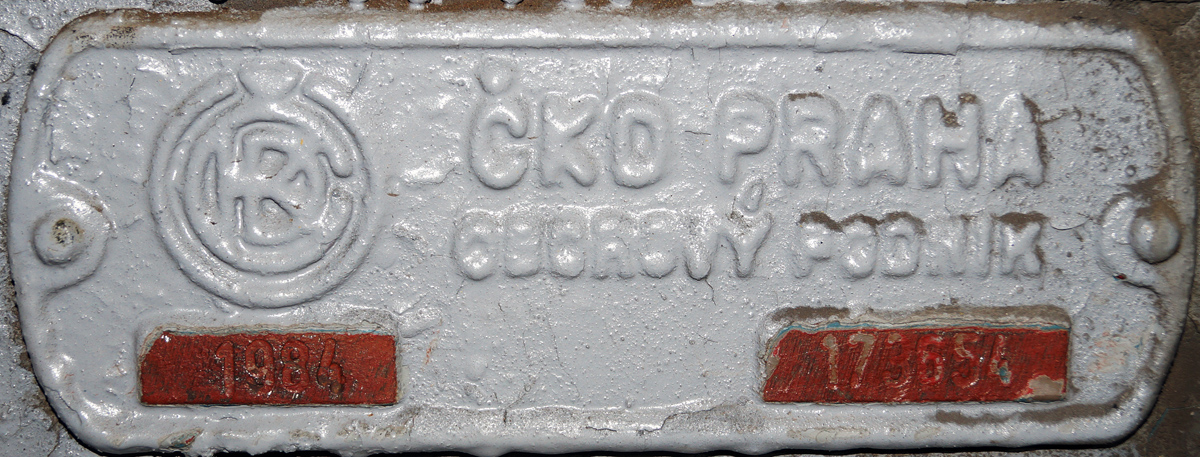 ČKD PRAHA
OBOROVÝ PODNIK
1984
173654